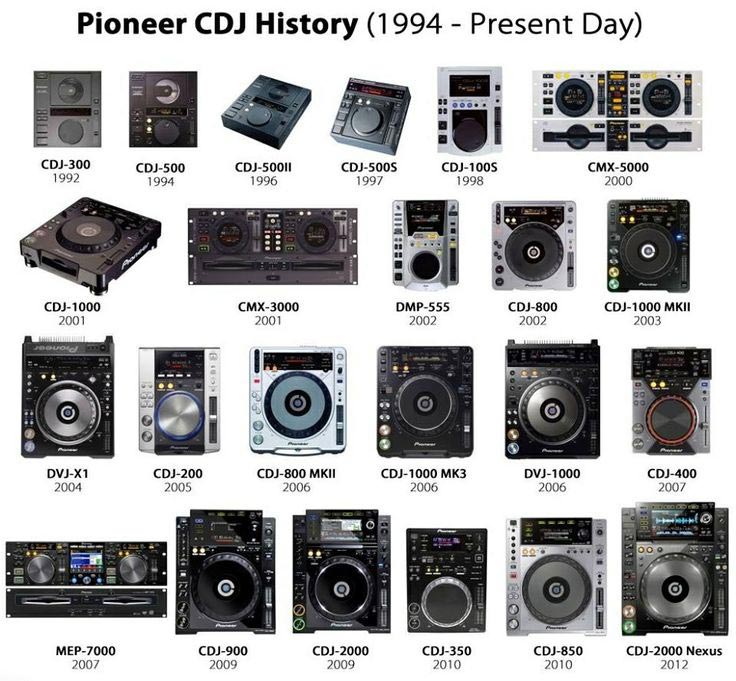 Pioneer CDJ History (1994 - Present Day)
CDJ-300
1992
CDJ-500
1994
CDJ-500II
1996
CDJ-500S
1997
CDJ-100S
1998
CMX-5000
2000
CDJ-1000
2001
CMX-3000
2001
DMP-555
2002
CDJ-800
2002
CDJ-1000 MKII
2003
DVJ-X1
2004
CDJ-200
2005
CDJ-800 MKII
2006
CDJ-1000 MK3
2006
DVJ-1000
2006
CDJ-400
2007
MEP-7000
2007
CDJ-900
2009
CDJ-2000
2009
CDJ-350
2010
CDJ-850
2010
CDJ-2000 Nexus
2012